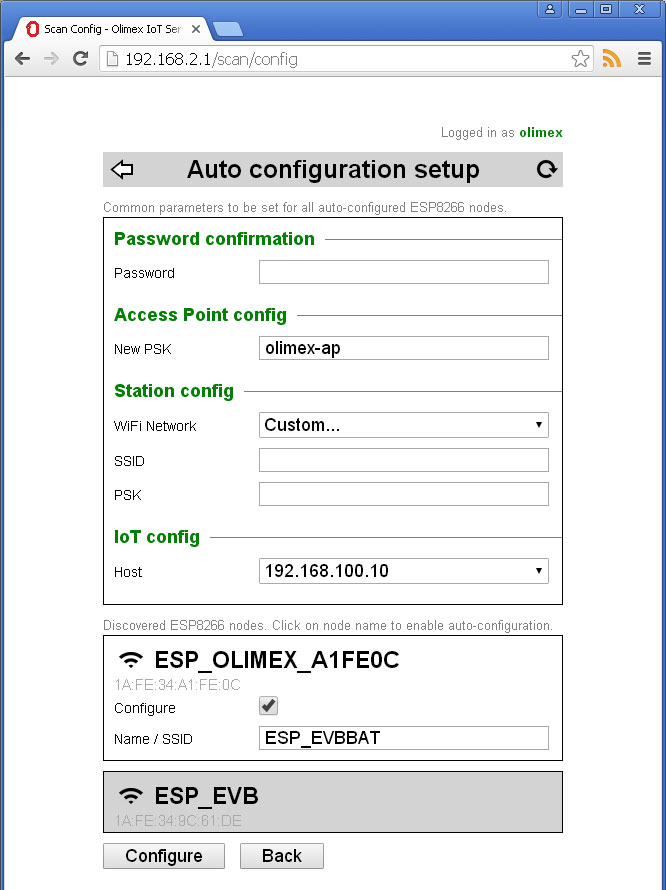 Scan Config - Olimex IoT Ser
192.168.2.1/scan/config
Logged in as olimex
Auto configuration setup
Common parameters to be set for all auto-configured ESP8266 nodes.
Password confirmation
Password
Access Point config
New PSK olimex-ap
Station config
WiFi Network Custom...
SSID
PSK
IoT config
Host 192.168.100.10
Discovered ESP8266 nodes. Click on node name to enable auto-configuration.
ESP_OLIMEX_A1FE0C
1A:FE:34:A1:FE:0C
Configure
Name / SSID ESP_EVBBAT
ESP_EVB
1A:FE:34:9C:61:DE
Configure Back